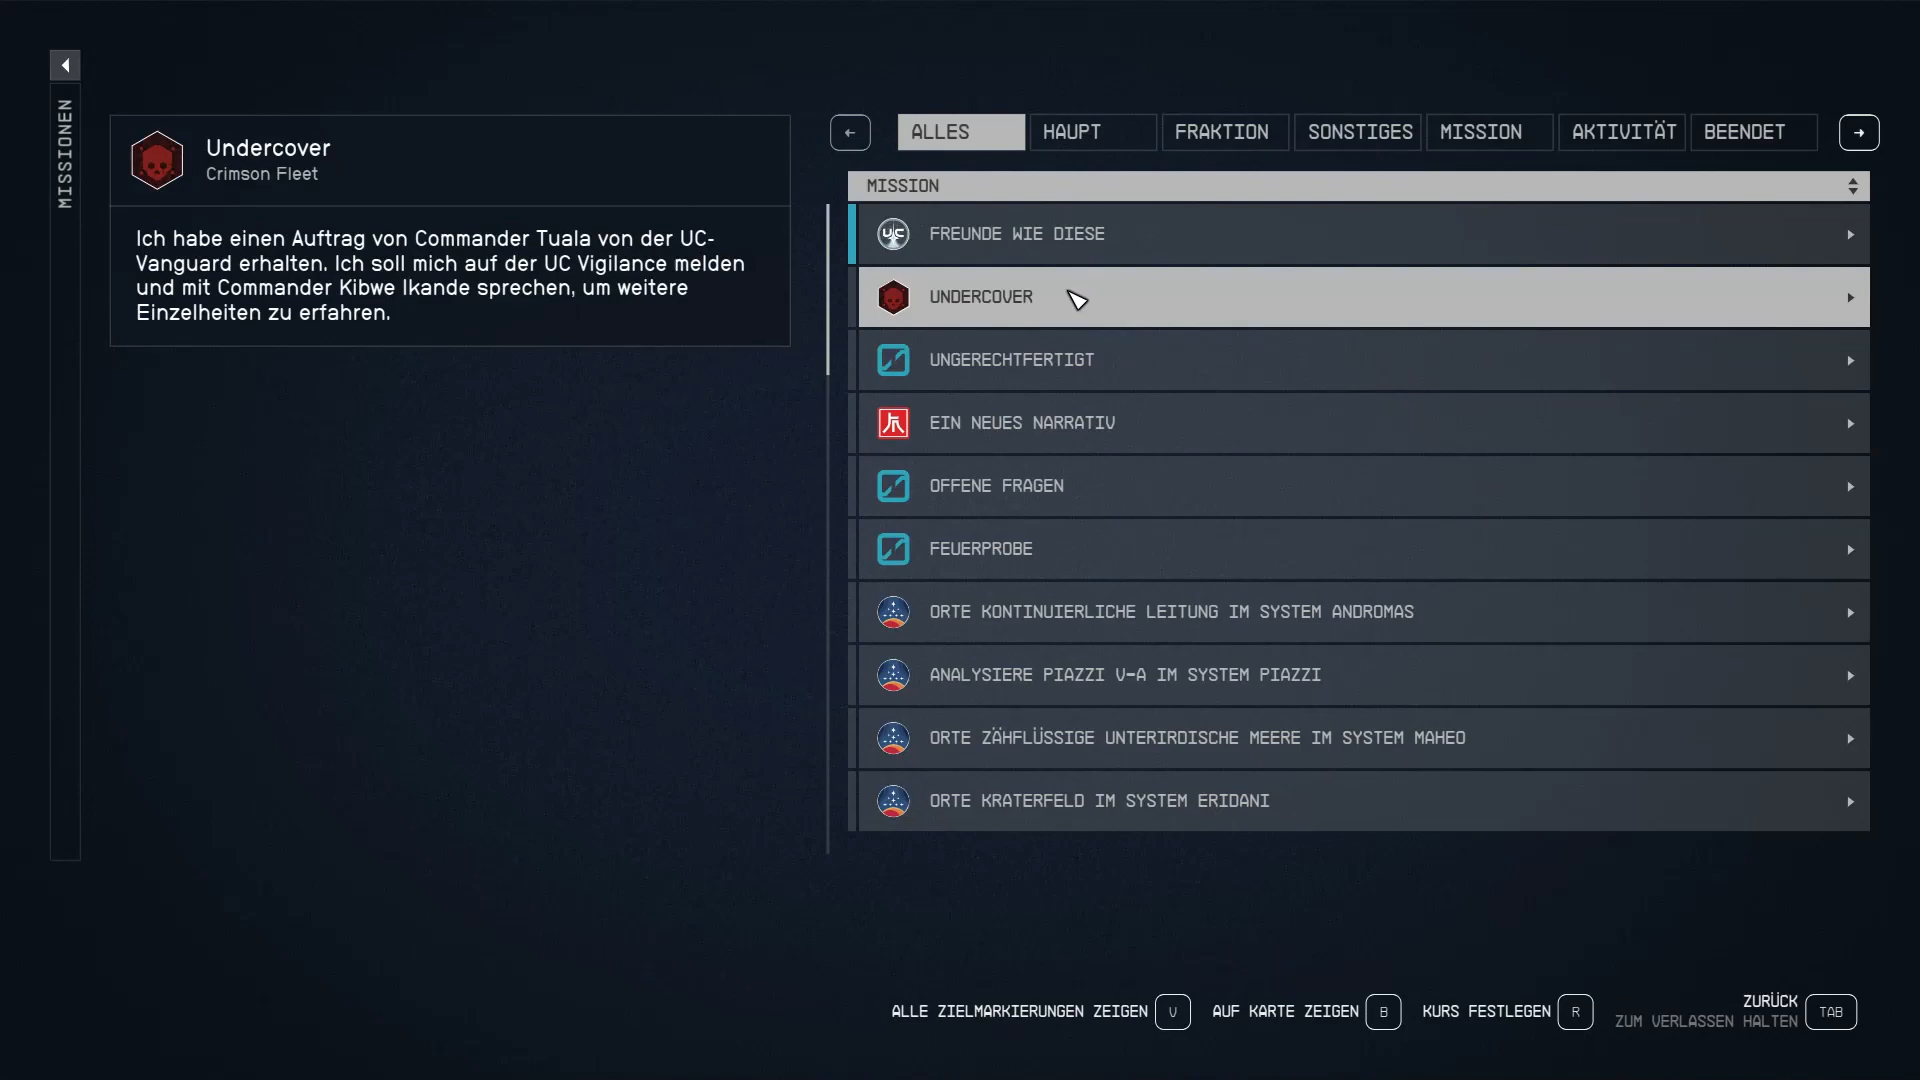 MISSIONEN
Undercover
Crimson Fleet
Ich habe einen Auftrag von Commander Tuala von der UC-
Vanguard erhalten. Ich soll mich auf der UC Vigilance melden
und mit Commander Kibwe Ikande sprechen, um weitere
Einzelheiten zu erfahren.
ALLES HAUPT FRAKTION SONSTIGES MISSION AKTIVITÄT BEENDET
MISSION
UC FREUNDE WIE DIESE
UNDERCOVER
UNGERECHTFERTIGT
EIN NEUES NARRATIV
OFFENE FRAGEN
FEUERPROBE
ORTE KONTINUIERLICHE LEITUNG IM SYSTEM ANDROMAS
ANALYSIERE PIAZZI V-A IM SYSTEM PIAZZI
ORTE ZÄHFLÜSSIGE UNTERIRDISCHE MEERE IM SYSTEM MAHEO
ORTE KRATERFELD IM SYSTEM ERIDANI
ALLE ZIELMARKIERUNGEN ZEIGEN V AUF KARTE ZEIGEN B KURS FESTLEGEN R ZURÜCK
ZUM VERLASSEN HALTEN TAB